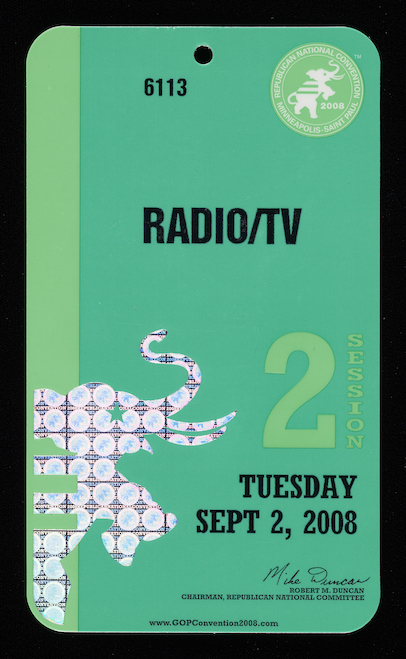 6113
REPUBLICAN NATIONAL CONVENTION
TM
2008
MINNEAPOLIS-SAINT PAUL
RADIO/TV
2
SESSION
TUESDAY
SEPT 2, 2008
Mike Duncan
ROBERT M. DUNCAN
CHAIRMAN, REPUBLICAN NATIONAL COMMITTEE
www.GOPConvention2008.com